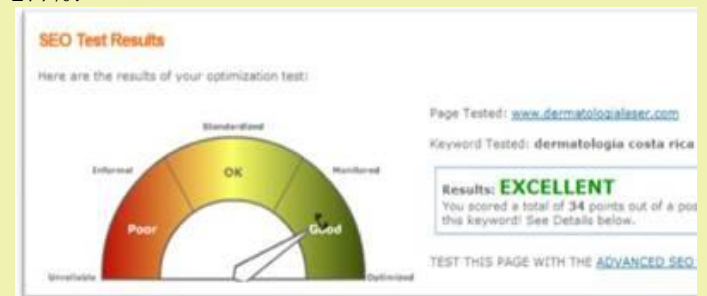 SEO Test Results
Here are the results of your optimization test:
Standardized
Informal
Monitored
OK
Poor
Good
Unreliable
Optimized
Page Tested: www.dermatologialaser.com
Keyword Tested: dermatologia costa rica
Results: EXCELLENT
You scored a total of 34 points out of a pos
this keyword! See Details below.
TEST THIS PAGE WITH THE ADVANCED SEO